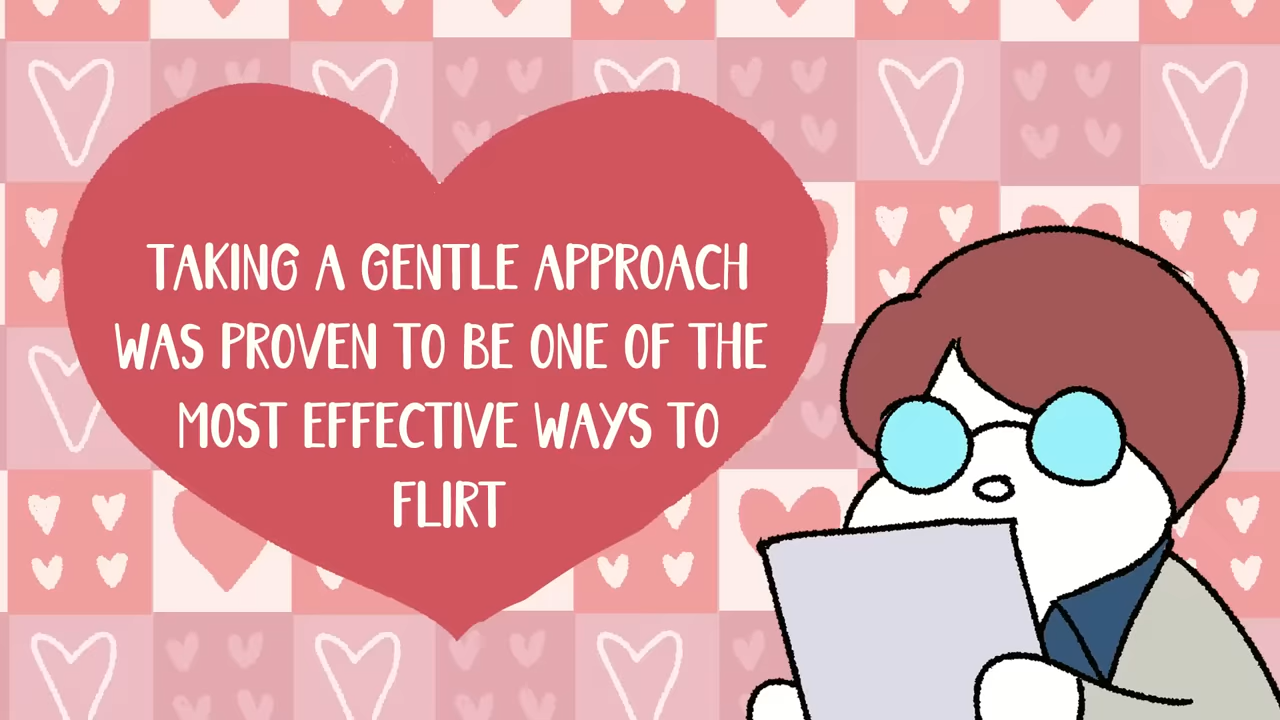 TAKING A GENTLE APPROACH
WAS PROVEN TO BE ONE OF THE
MOST EFFECTIVE WAYS TO
FLIRT